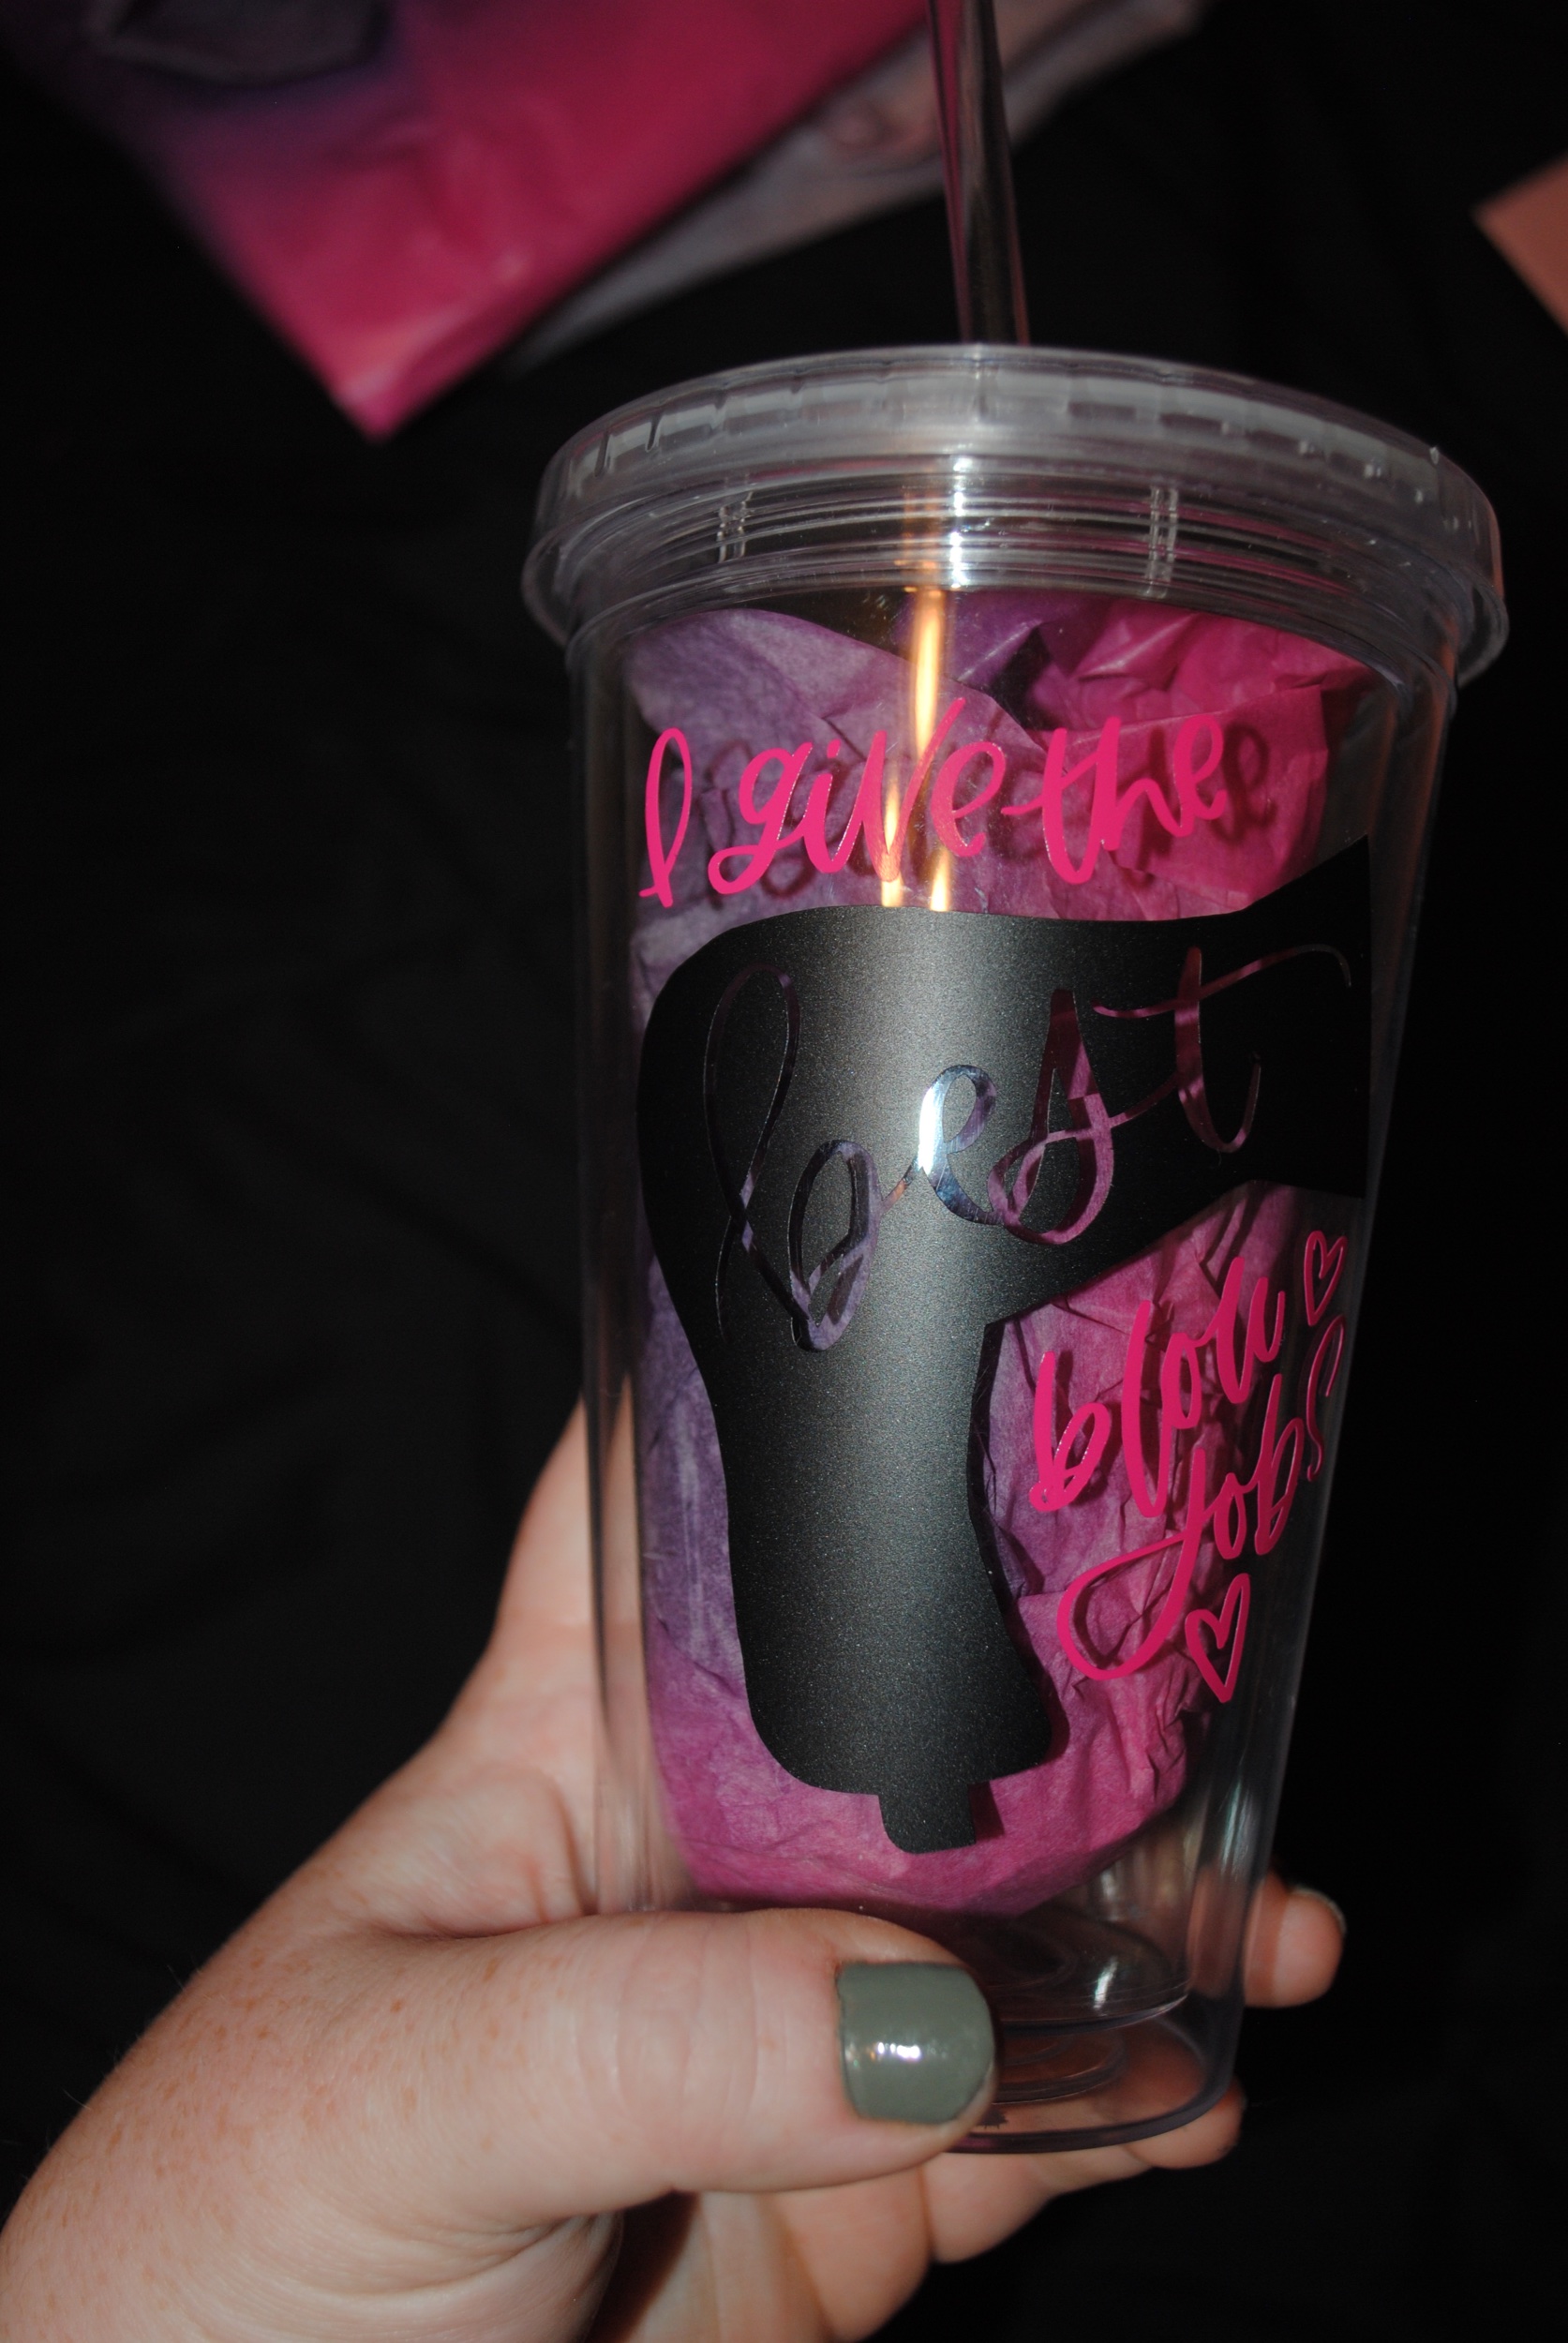 I give the
best
blow
jobs